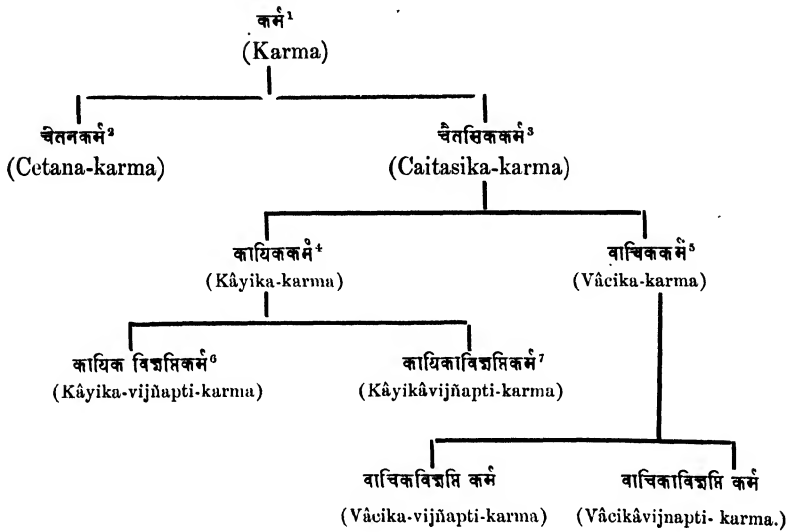 कर्म¹
(Karma)
चेतनकर्म² चैतसिककर्म³
(Cetana-karma) (Caitasika-karma)
कायिककर्म⁴ वाचिककर्म⁵
(Kâyika-karma) (Vâcika-karma)
कायिक विज्ञप्तिकर्म⁶ कायिकाविज्ञप्तिकर्म⁷
(Kâyika-vijñapti-karma) (Kâyikâvijñapti-karma)
वाचिकविज्ञप्ति कर्म वाचिकाविज्ञप्ति कर्म
(Vâcika-vijñapti-karma) (Vâcikâvijnapti- karma.)